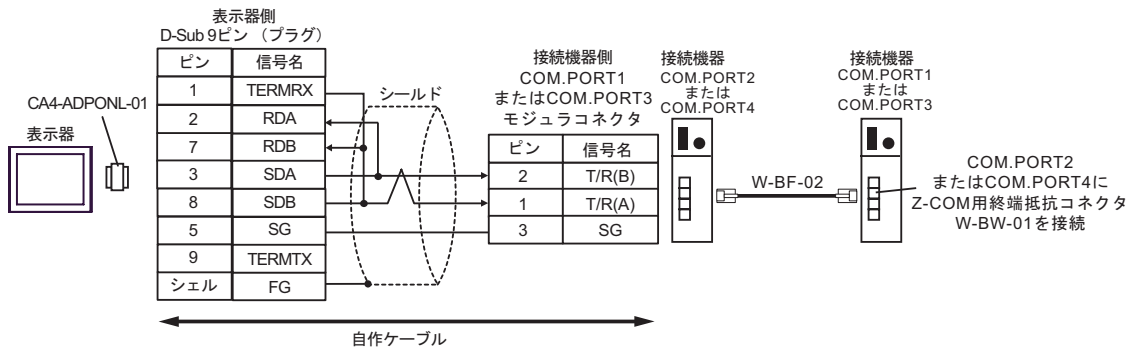 表示器側
D-Sub 9ピン （プラグ）
ピン 信号名
1 TERMRX
2 RDA
7 RDB
3 SDA
8 SDB
5 SG
9 TERMTX
シェル FG
CA4-ADPONL-01
表示器
シールド
接続機器側
COM.PORT1
またはCOM.PORT3
モジュラコネクタ
ピン 信号名
2 T/R(B)
1 T/R(A)
3 SG
接続機器
COM.PORT2
または
COM.PORT4
W-BF-02
接続機器
COM.PORT1
または
COM.PORT3
COM.PORT2
またはCOM.PORT4に
Z-COM用終端抵抗コネクタ
W-BW-01を接続
自作ケーブル